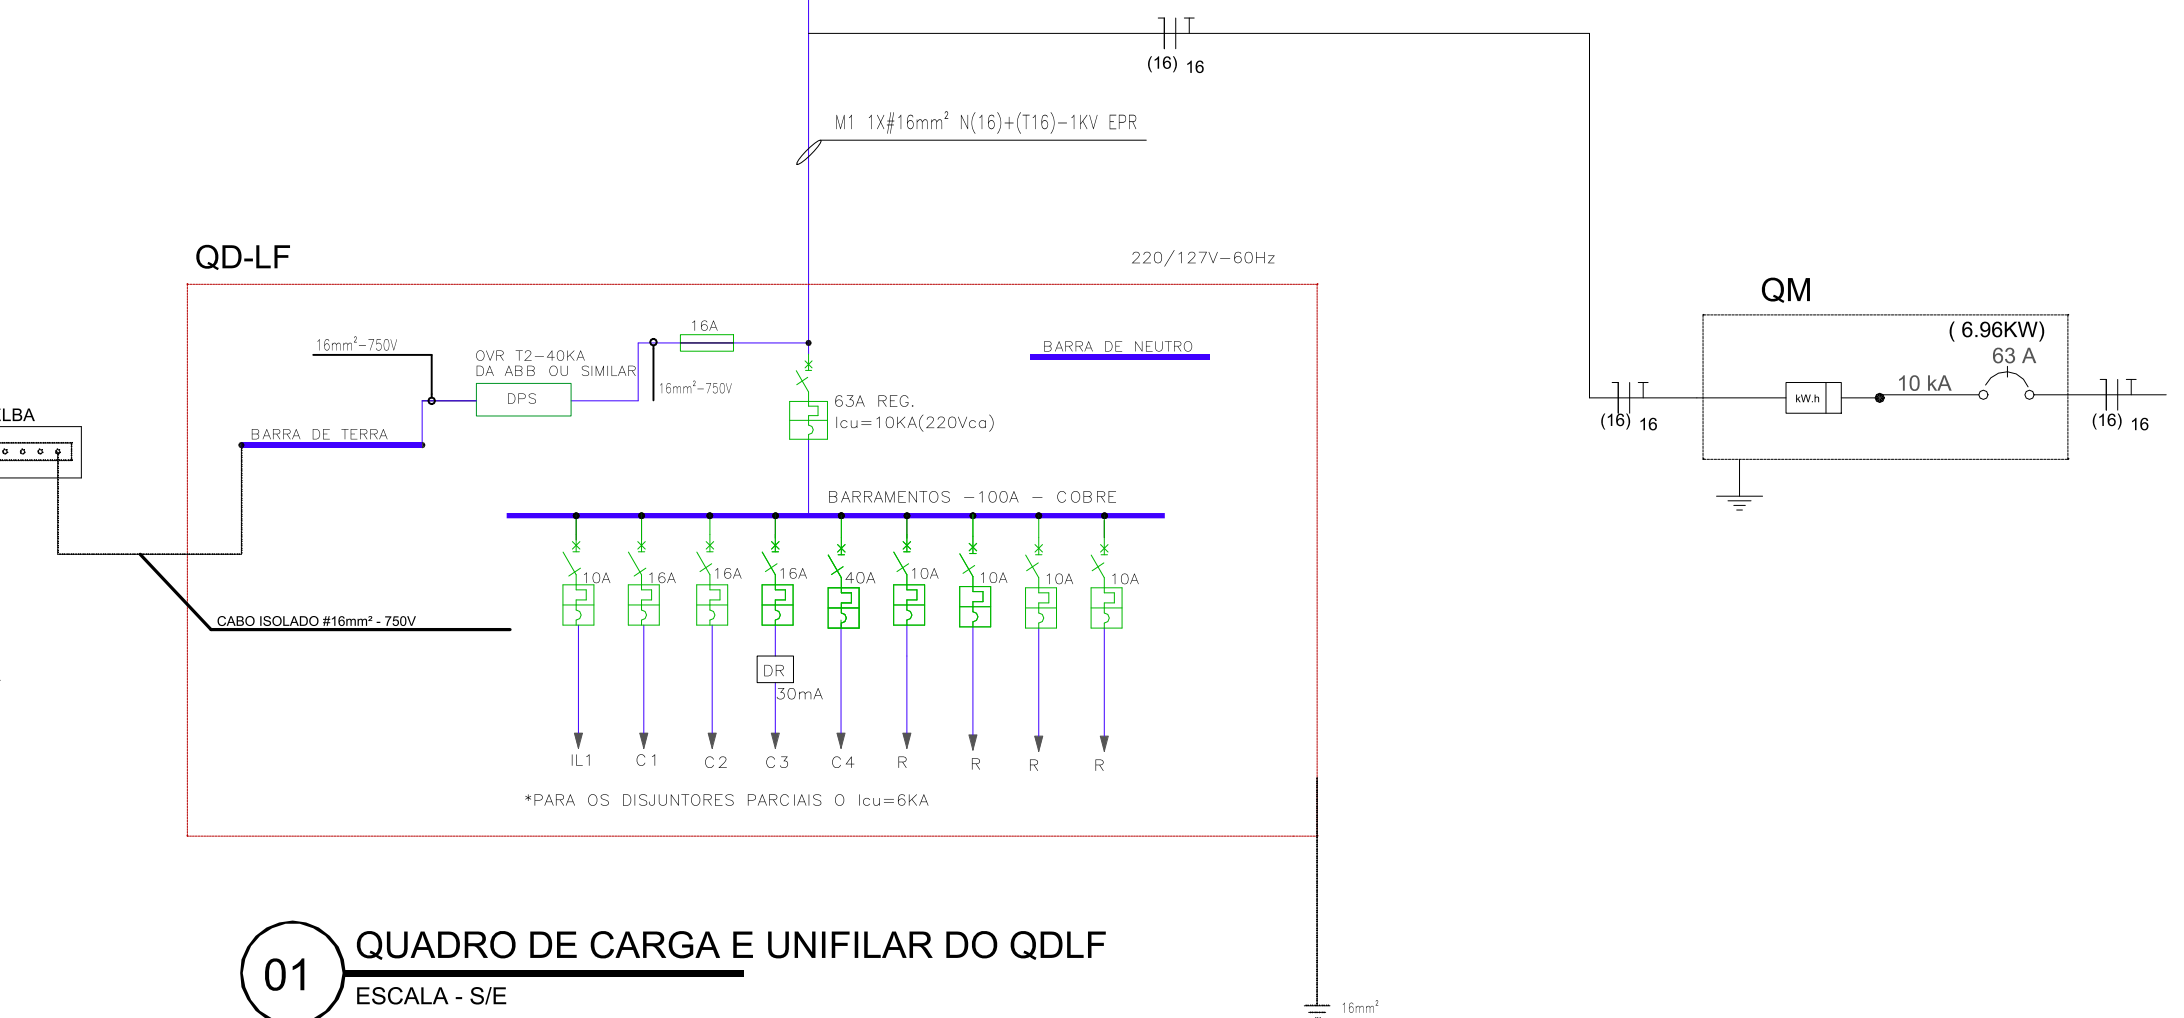 (16) 16
M1 1X#16mm² N(16)+(T16)-1KV EPR
QD-LF
220/127V-60Hz
QM
( 6.96KW)
63 A
10 kA
kW.h
(16) 16
(16) 16
16A
16mm²-750V
OVR T2-40KA
DA ABB OU SIMILAR
DPS
16mm²-750V
BARRA DE NEUTRO
63A REG.
Icu=10KA(220Vca)
BARRA DE TERRA
BARRAMENTOS -100A - COBRE
10A 16A 16A 16A 40A 10A 10A 10A 10A
CABO ISOLADO #16mm² - 750V
DR
30mA
IL1 C1 C2 C3 C4 R R R R
*PARA OS DISJUNTORES PARCIAIS O Icu=6KA
01
QUADRO DE CARGA E UNIFILAR DO QDLF
ESCALA - S/E
16mm²